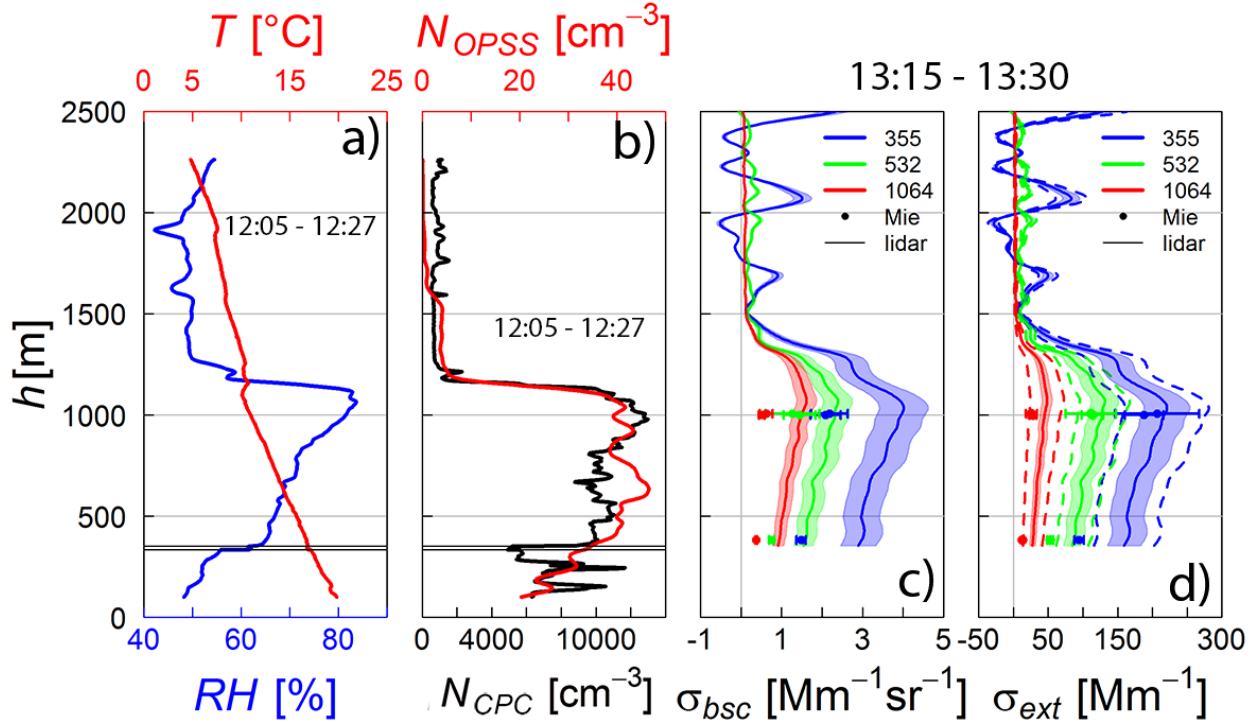 T [°C]
N_OPSS [cm⁻³]
0 5 15 25
0 20 40
13:15 - 13:30
2500
2000
1500
1000
500
0
h[m]
a)
12:05 - 12:27
b)
12:05 - 12:27
355
532
1064
Mie
lidar
c)
355
532
1064
Mie
lidar
d)
40 60 80
0 4000 10000
-1 1 3 5
-50 50 150 300
RH [%]
N_CPC [cm⁻³]
σ_bsc [Mm⁻¹sr⁻¹]
σ_ext [Mm⁻¹]